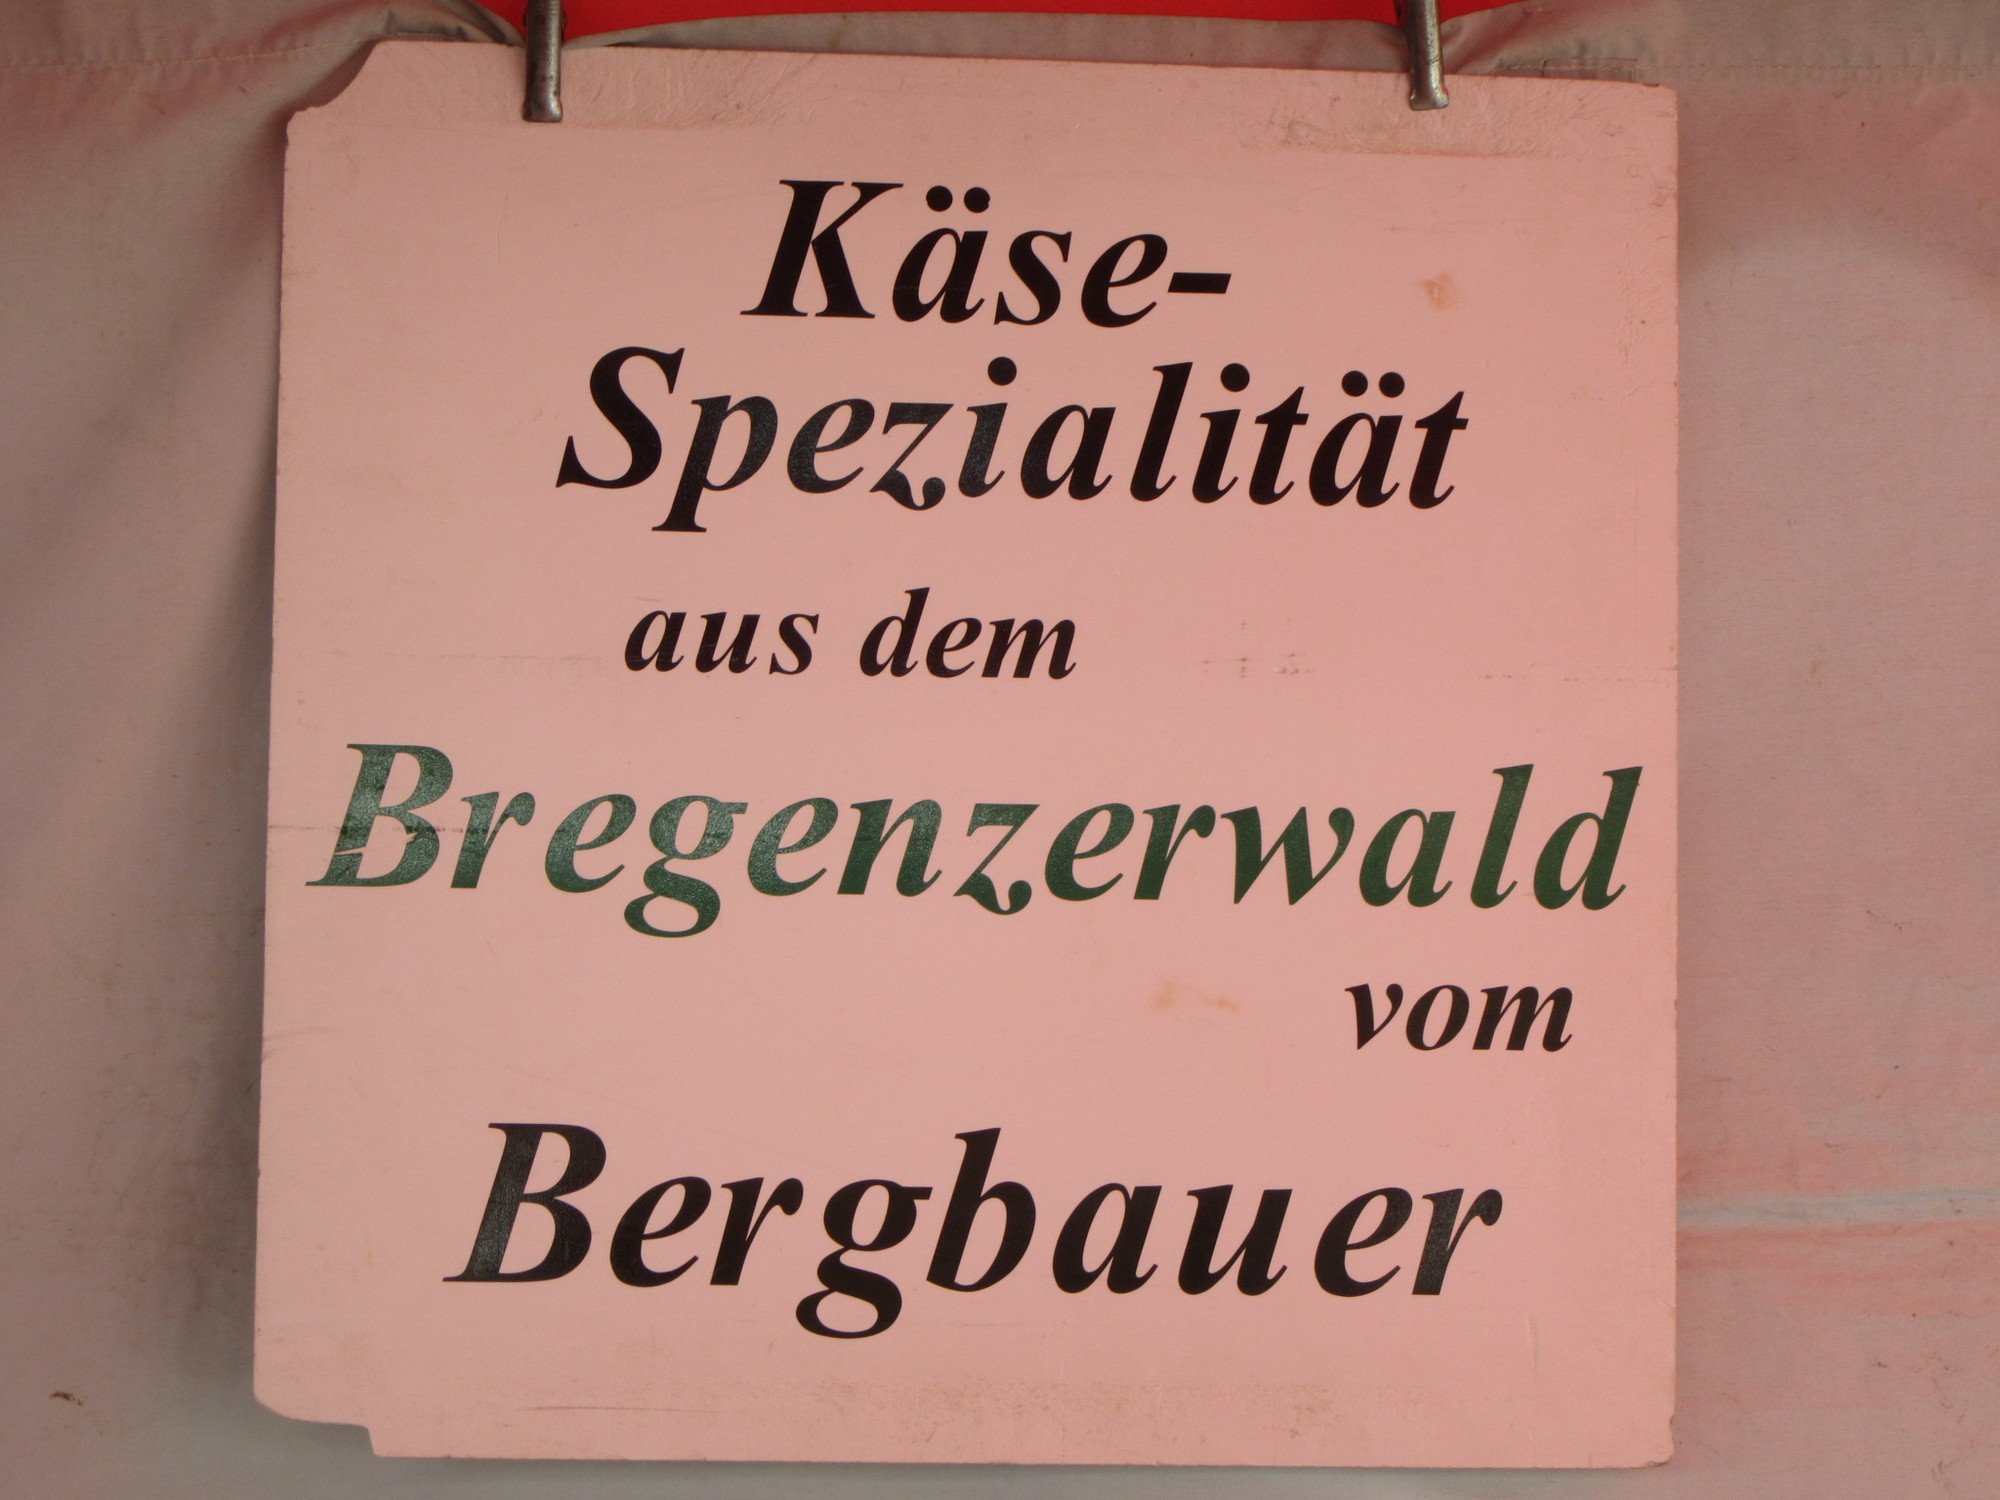 Käse-
Spezialität
aus dem
Bregenzerwald
vom
Bergbauer